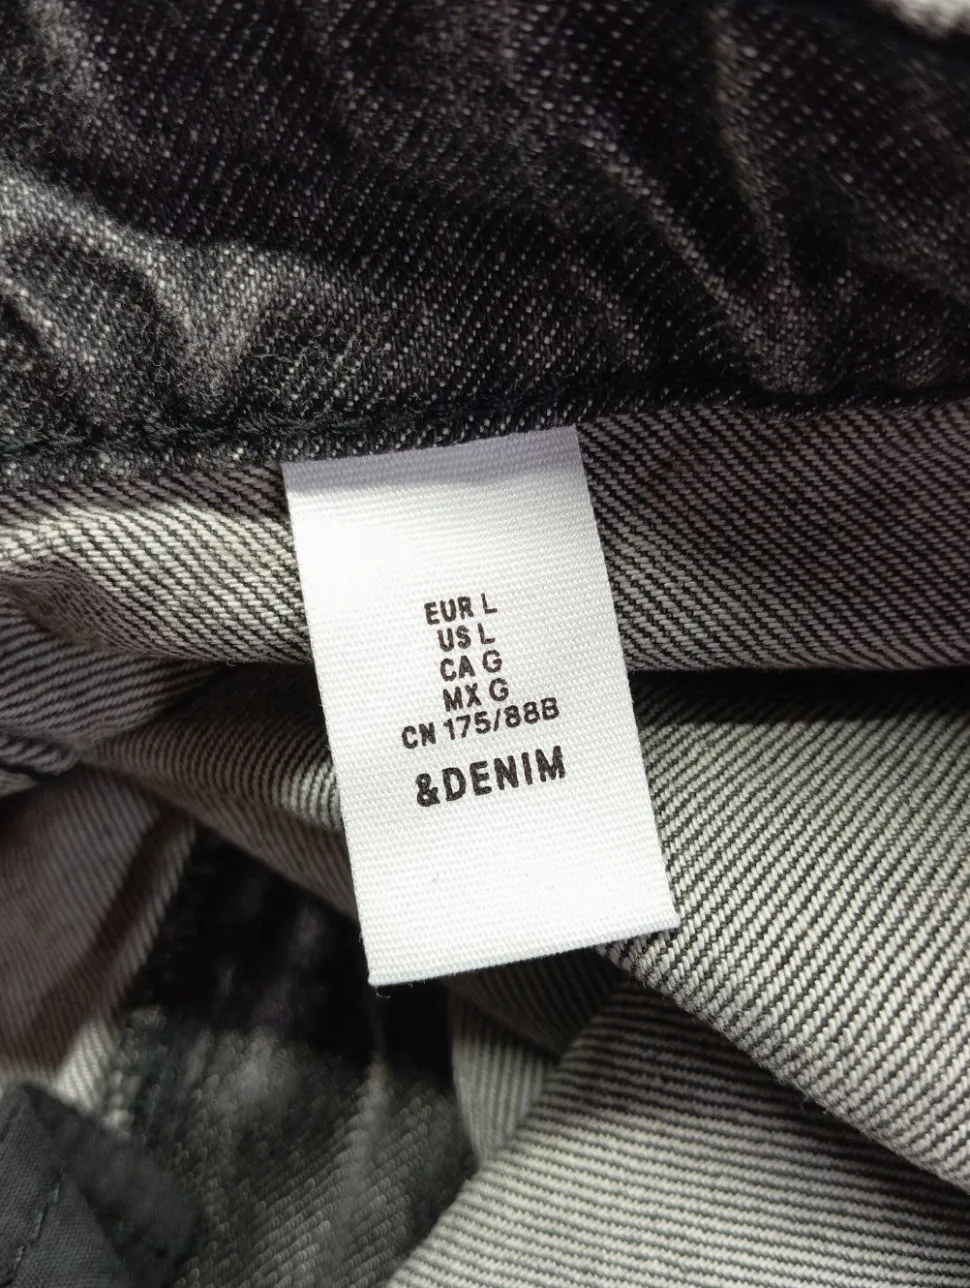 EUR L
US L
CA G
MX G
CN 175/88B
&DENIM